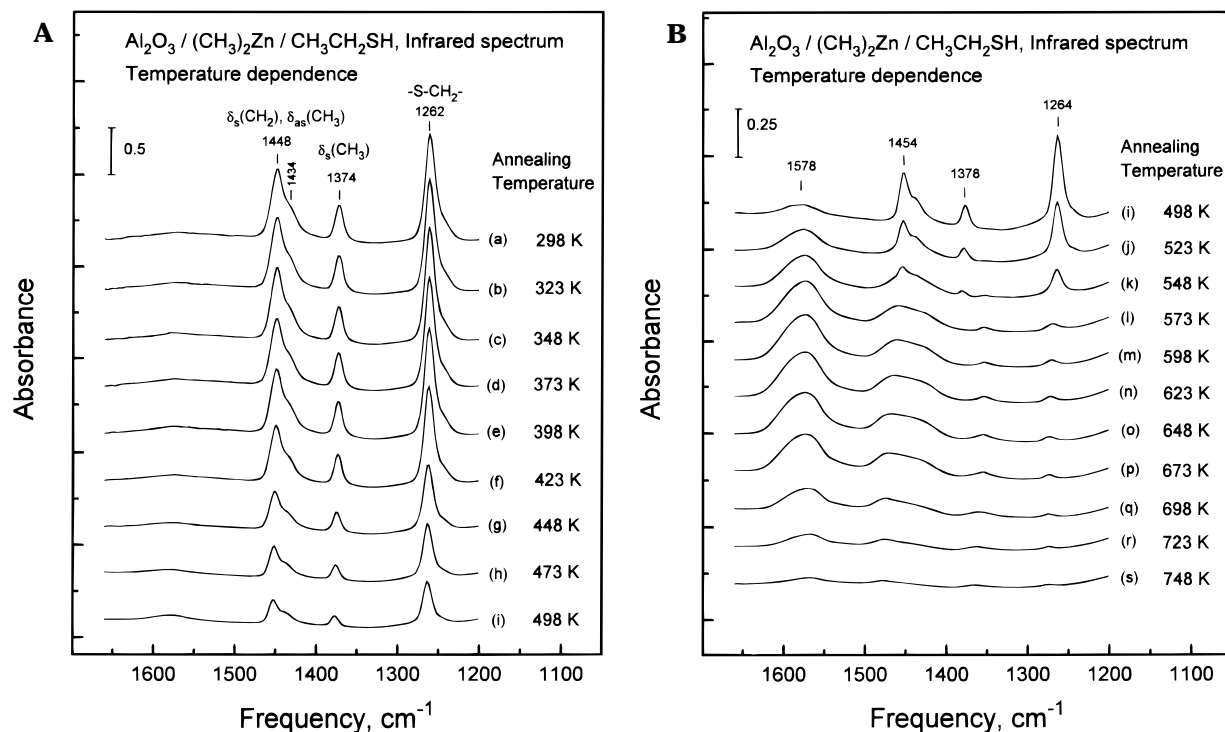 A
Al2O3 / (CH3)2Zn / CH3CH2SH, Infrared spectrum
Temperature dependence
-S-CH2-
1262
δs(CH2), δas(CH3)
1448
1434
δs(CH3)
1374
0.5
Annealing
Temperature
(a) 298 K
(b) 323 K
(c) 348 K
(d) 373 K
(e) 398 K
(f) 423 K
(g) 448 K
(h) 473 K
(i) 498 K
Absorbance
1600 1500 1400 1300 1200 1100
Frequency, cm-1
B
Al2O3 / (CH3)2Zn / CH3CH2SH, Infrared spectrum
Temperature dependence
0.25
1578
1454
1378
1264
Annealing
Temperature
(i) 498 K
(j) 523 K
(k) 548 K
(l) 573 K
(m) 598 K
(n) 623 K
(o) 648 K
(p) 673 K
(q) 698 K
(r) 723 K
(s) 748 K
Absorbance
1600 1500 1400 1300 1200 1100
Frequency, cm-1